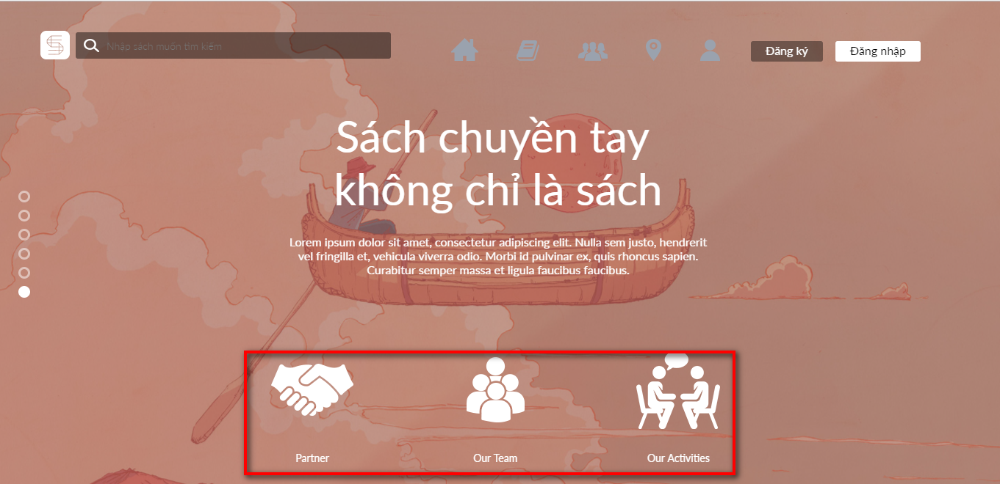 Nhập sách muốn tìm kiếm
Đăng ký
Đăng nhập
Sách chuyền tay
không chỉ là sách
Lorem ipsum dolor sit amet, consectetur adipiscing elit. Nulla sem justo, hendrerit
vel fringilla et, vehicula viverra odio. Morbi id pulvinar ex, quis rhoncus sapien.
Curabitur semper massa et ligula faucibus faucibus.
Partner
Our Team
Our Activities